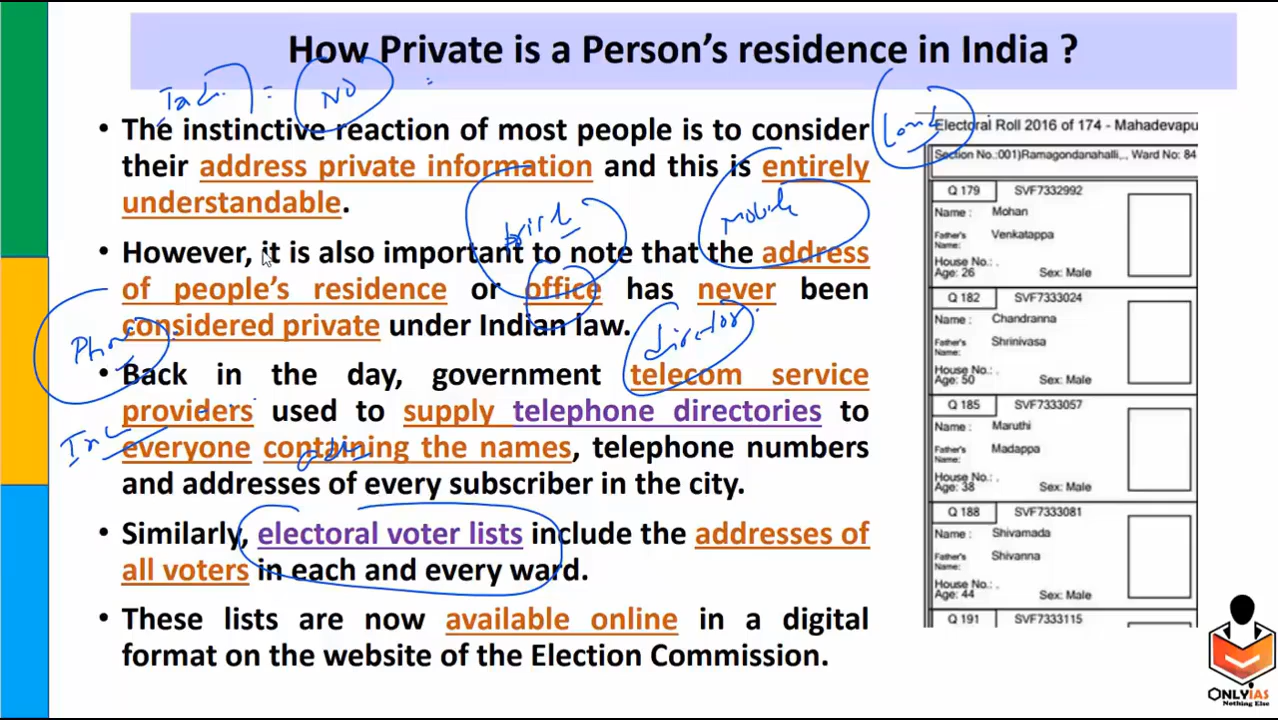 How Private is a Person's residence in India ?
NO
• The instinctive reaction of most people is to consider
their address private information and this is entirely
understandable.
mobile
• However, it is also important to note that the address
of people's residence or office has never been
considered private under Indian law.
director
Phone
• Back in the day, government telecom service
providers used to supply telephone directories to
everyone containing the names, telephone numbers
and addresses of every subscriber in the city.
• Similarly, electoral voter lists include the addresses of
all voters in each and every ward.
• These lists are now available online in a digital
format on the website of the Election Commission.
Electoral Roll 2016 of 174 - Mahadevapu
Section No.:001)Ramagondanahalli,., Ward No: 84
Q 179 SVF7332992
Name : Mohan
Father's
Name: Venkatappa
House No.: .
Age: 26 Sex: Male
Q 182 SVF7333024
Name : Chandranna
Father's
Name: Shrinivasa
House No.: .
Age: 50 Sex: Male
Q 185 SVF7333057
Name : Maruthi
Father's
Name: Madappa
House No.: .
Age: 38 Sex: Male
Q 188 SVF7333081
Name : Shivamada
Father's
Name: Shivanna
House No.: .
Age: 44 Sex: Male
Q 191 SVF7333115
ONLYIAS
Nothing Else